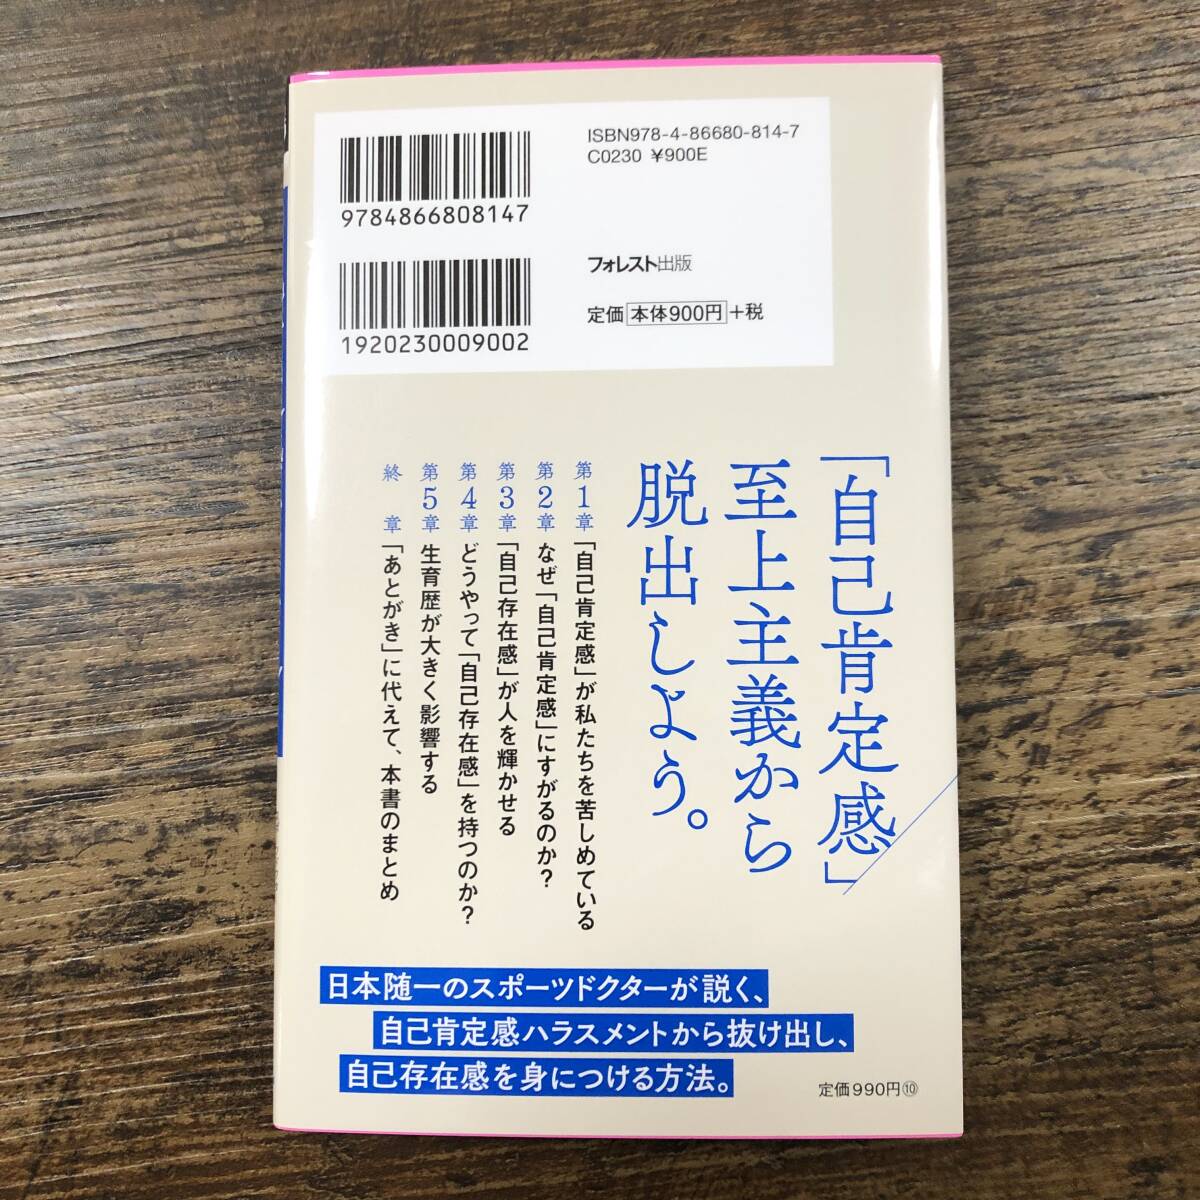 ISBN978-4-86680-814-7
C0230 ¥900E
9784866808147
フォレスト出版
定価 本体900円 +税
1920230009002
「自己肯定感」
至上主義から
脱出しよう。
第1章 「自己肯定感」が私たちを苦しめている
第2章 なぜ「自己肯定感」にすがるのか?
第3章 「自己存在感」が人を輝かせる
第4章 どうやって「自己存在感」を持つのか?
第5章 生育歴が大きく影響する
終 章 「あとがき」に代えて、本書のまとめ
日本随一のスポーツドクターが説く、
自己肯定感ハラスメントから抜け出し、
自己存在感を身につける方法。
定価990円⑩